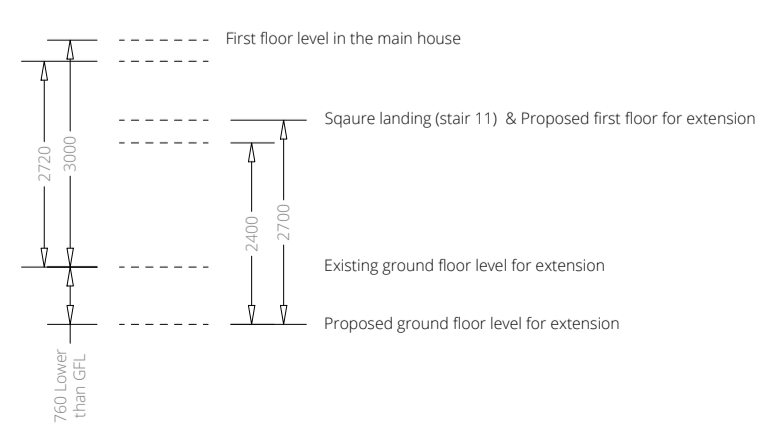 First floor level in the main house
Sqaure landing (stair 11) & Proposed first floor for extension
2720
3000
2400
2700
Existing ground floor level for extension
Proposed ground floor level for extension
760 Lower
than GFL